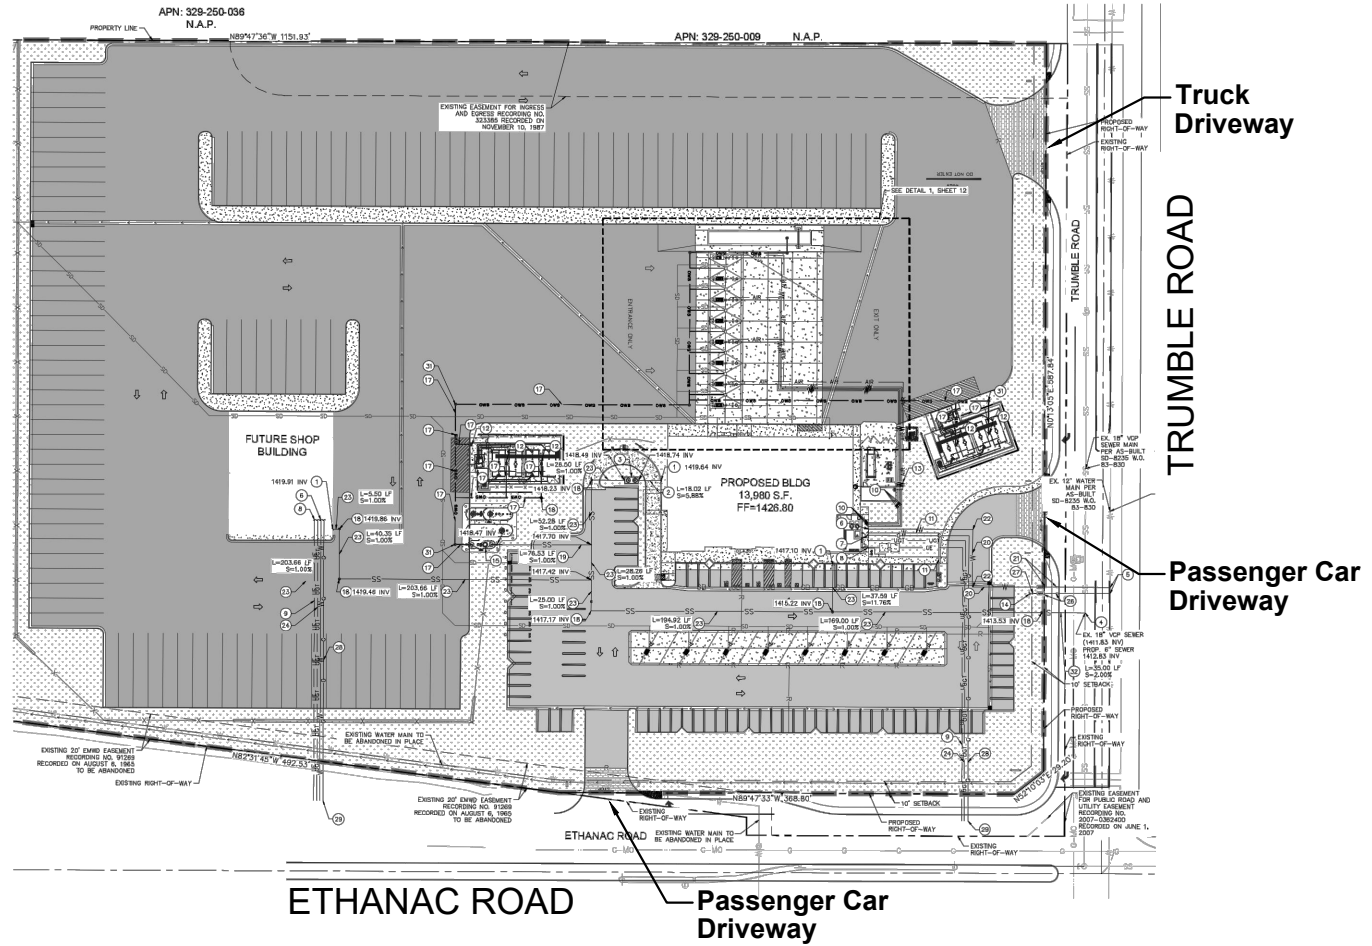 APN: 329-250-036
N.A.P.
PROPERTY LINE
N89°47'36"W 1151.93'
APN: 329-250-009 N.A.P.
EXISTING EASEMENT FOR INGRESS
AND EGRESS RECORDING NO.
323385 RECORDED ON
NOVEMBER 10, 1987
Truck
Driveway
PROPOSED
RIGHT-OF-WAY
EXISTING
RIGHT-OF-WAY
DO NOT ENTER
SEE DETAIL 1, SHEET 12
TRUMBLE ROAD
TRUMBLE ROAD
ENTRANCE ONLY
EXIT ONLY
N0°13'05"E 687.84'
FUTURE SHOP
BUILDING
1419.91 INV
L=5.50 LF
S=1.00%
1419.86 INV
L=40.35 LF
S=1.00%
L=203.66 LF
S=1.00%
1419.46 INV
L=203.66 LF
S=1.00%
1418.49 INV
L=26.50 LF
S=1.00%
1418.23 INV
1418.74 INV
1419.64 INV
L=18.02 LF
S=5.88%
PROPOSED BLDG
13,980 S.F.
FF=1426.80
1418.47 INV
L=52.28 LF
S=1.00%
1417.70 INV
L=76.53 LF
S=1.00%
1417.42 INV
L=28.26 LF
S=1.00%
L=25.00 LF
S=1.00%
1417.17 INV
1417.10 INV
L=194.92 LF
S=1.00%
1415.22 INV
L=37.59 LF
S=11.76%
L=169.00 LF
S=1.00%
1413.53 INV
EX. 18" VCP
SEWER MAIN
PER AS-BUILT
SD-8235 W.O.
83-830
EX. 12" WATER
MAIN PER
AS-BUILT
SD-8235 W.O.
83-830
Passenger Car
Driveway
EX. 18" VCP SEWER
(1411.83 INV)
PROP. 6" SEWER
1412.83 INV
L=35.00 LF
S=2.00%
10' SETBACK
PROPOSED
RIGHT-OF-WAY
EXISTING
RIGHT-OF-WAY
EXISTING 20' EMWD EASEMENT
RECORDING NO. 91269
RECORDED ON AUGUST 6, 1965
TO BE ABANDONED
EXISTING RIGHT-OF-WAY
N82°31'45"W 492.53'
EXISTING WATER MAIN TO
BE ABANDONED IN PLACE
EXISTING 20' EMWD EASEMENT
RECORDING NO. 91269
RECORDED ON AUGUST 6, 1965
TO BE ABANDONED
N89°47'33"W 368.80'
10' SETBACK
PROPOSED
RIGHT-OF-WAY
N52°10'03"E 29.20'
EXISTING EASEMENT
FOR PUBLIC ROAD AND
UTILITY EASEMENT
RECORDING NO.
2007-0382400
RECORDED ON JUNE 1,
2007
EXISTING
RIGHT-OF-WAY
ETHANAC ROAD
EXISTING WATER MAIN TO
BE ABANDONED IN PLACE
EXISTING
RIGHT-OF-WAY
ETHANAC ROAD
Passenger Car
Driveway